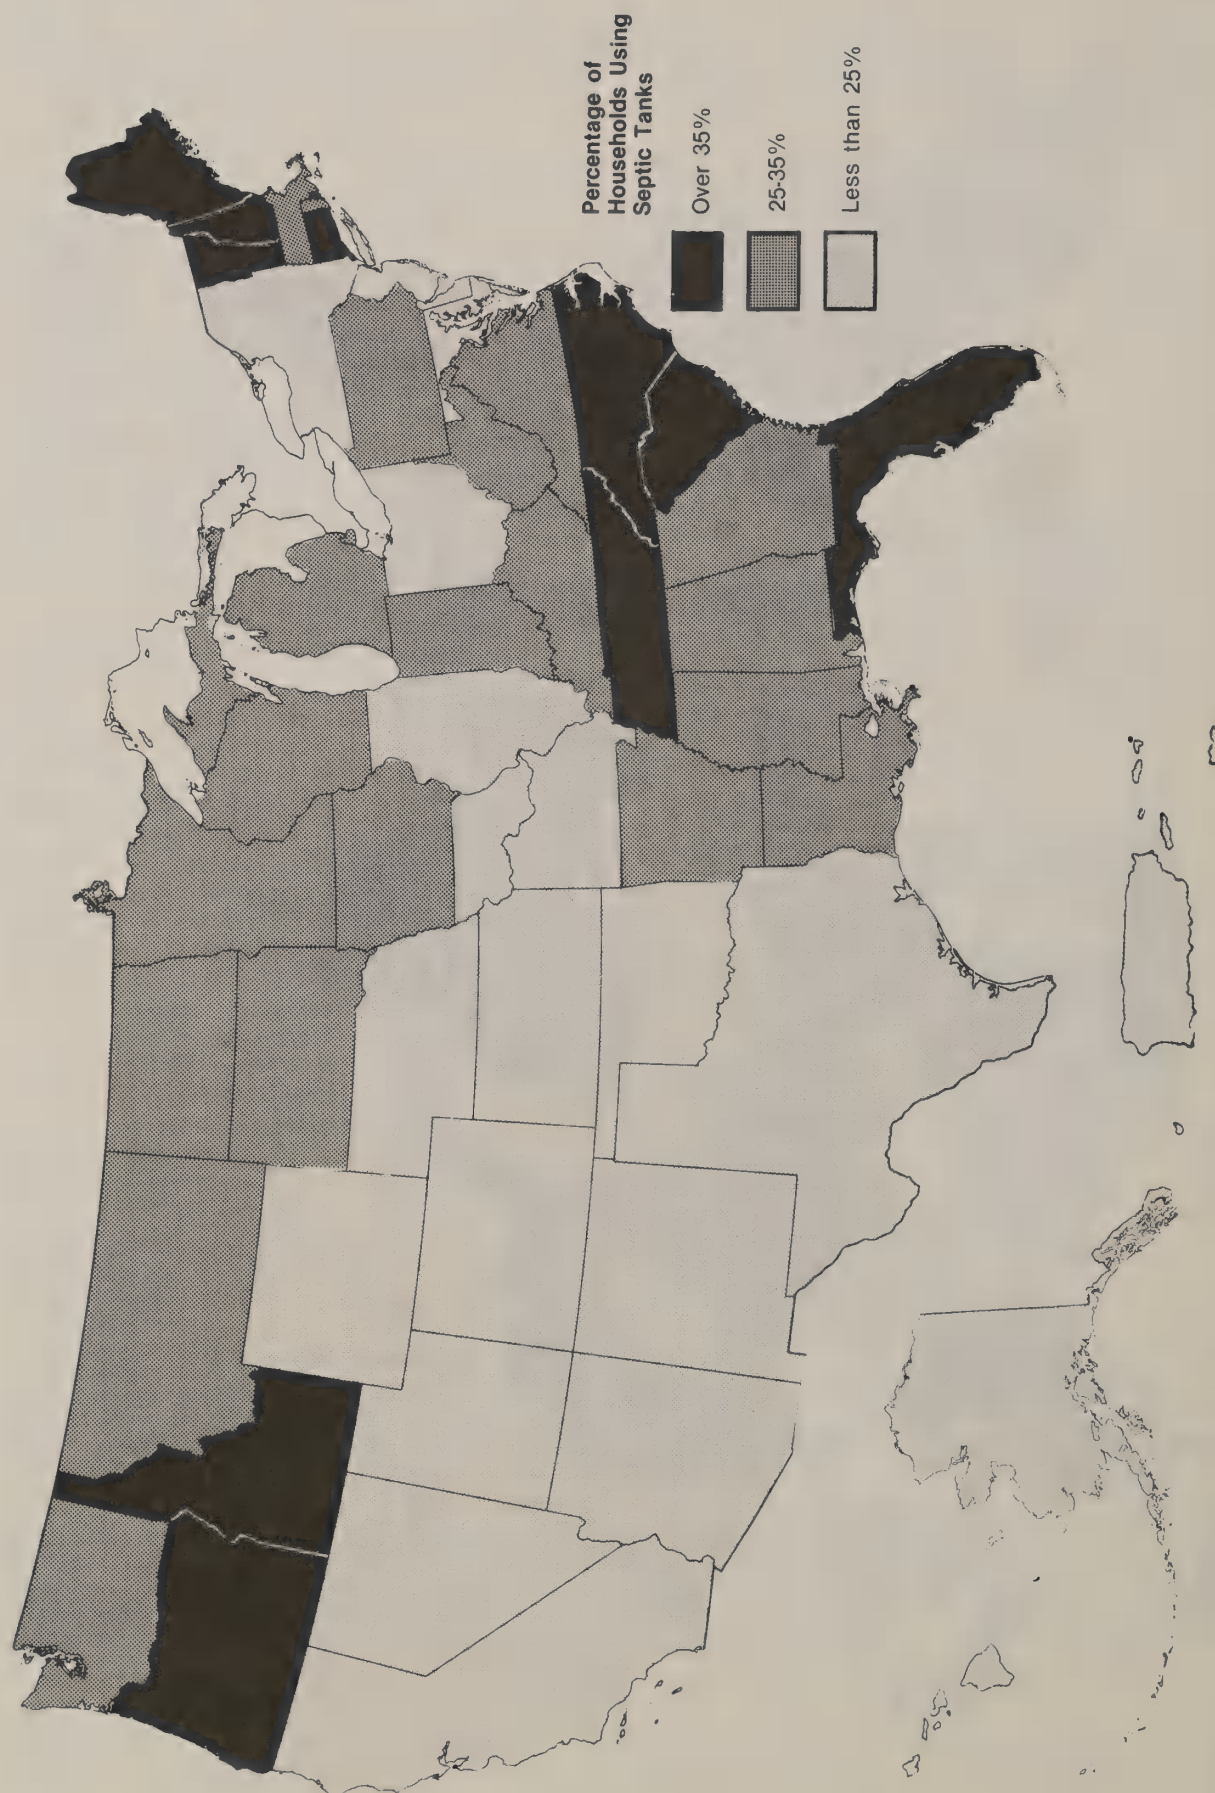 Percentage of
Households Using
Septic Tanks
Over 35%
25-35%
Less than 25%